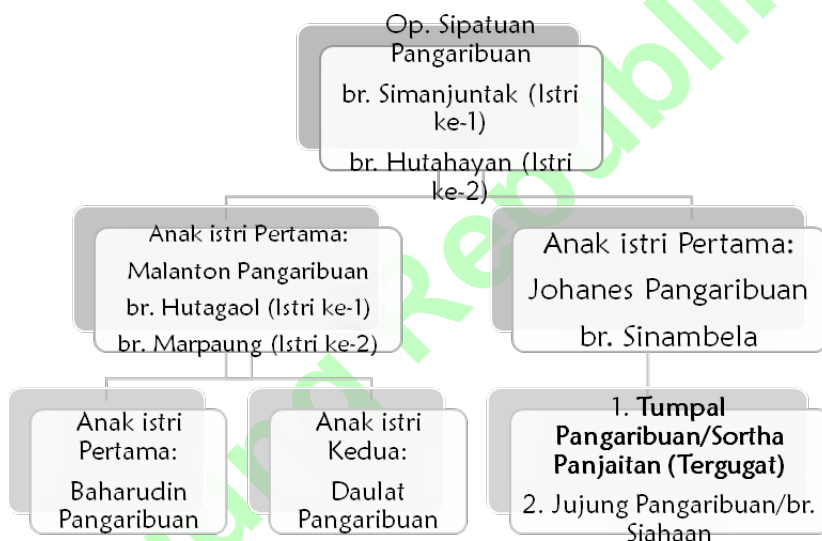 Op. Sipatuan
Pangaribuan
br. Simanjuntak (Istri
ke-1)
br. Hutahayan (Istri
ke-2)
Anak istri Pertama:
Malanton Pangaribuan
br. Hutagaol (Istri ke-1)
br. Marpaung (Istri ke-2)
Anak istri Pertama:
Johanes Pangaribuan
br. Sinambela
Anak istri
Pertama:
Baharudin
Pangaribuan
Anak istri
Kedua:
Daulat
Pangaribuan
1. Tumpal
Pangaribuan/Sortha
Panjaitan (Tergugat)
2. Jujung Pangaribuan/br.
Siahaan